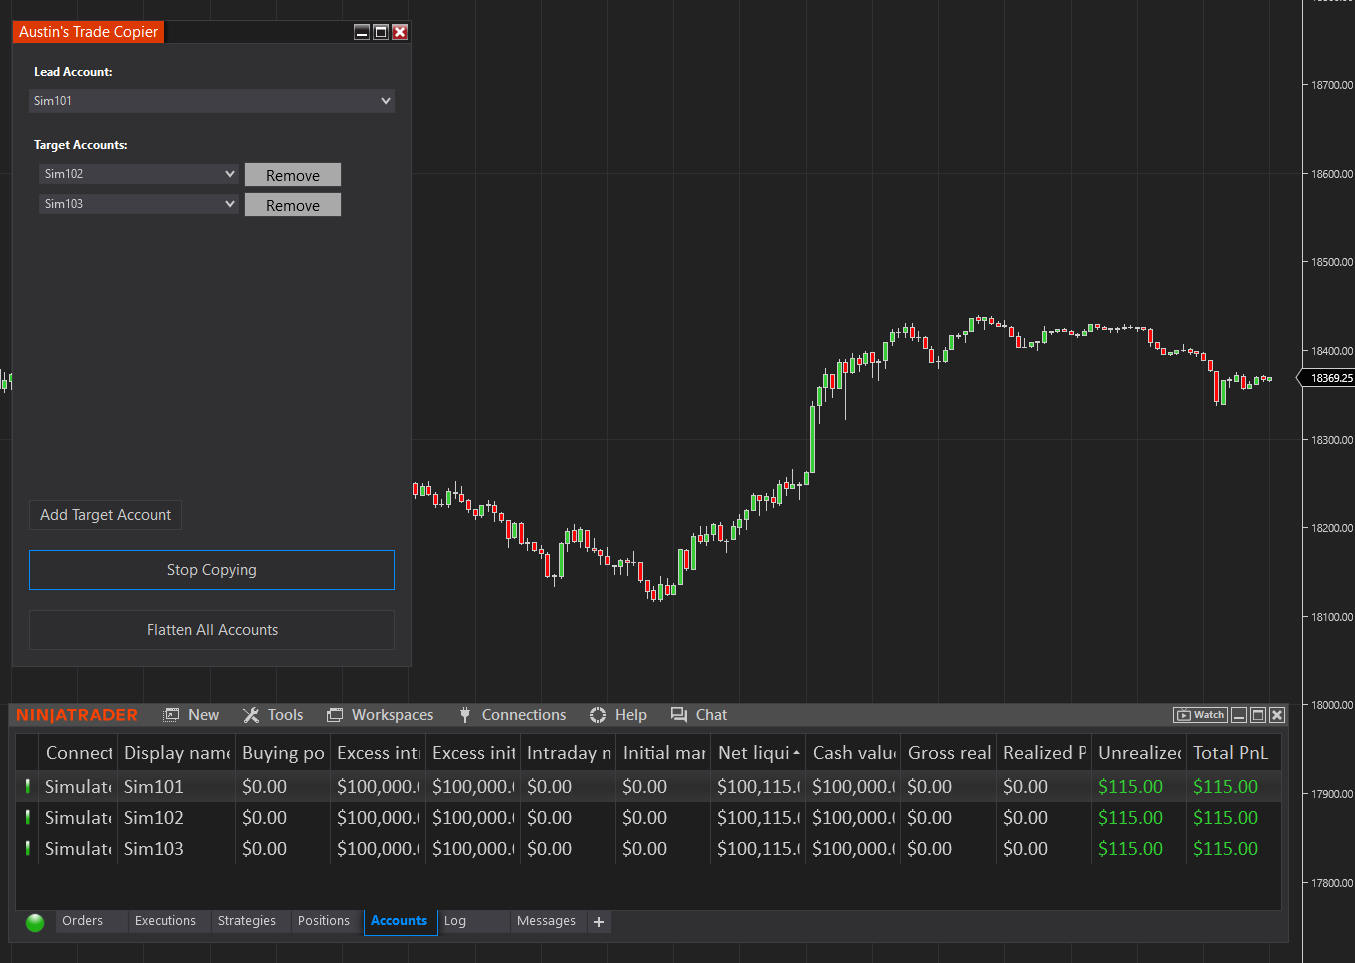 Austin's Trade Copier
Lead Account:
Sim101
Target Accounts:
Sim102 Remove
Sim103 Remove
Add Target Account
Stop Copying
Flatten All Accounts
18700.00
18600.00
18500.00
18400.00
18369.25
18300.00
18200.00
18100.00
18000.00
17900.00
17800.00
NINJATRADER New Tools Workspaces Connections Help Chat Watch
Connect Display name Buying po Excess intr Excess init Intraday n Initial mar Net liqui Cash value Gross real Realized P Unrealized Total PnL
Simulate Sim101 $0.00 $100,000.0 $100,000.0 $0.00 $0.00 $100,115.0 $100,000.0 $0.00 $0.00 $115.00 $115.00
Simulate Sim102 $0.00 $100,000.0 $100,000.0 $0.00 $0.00 $100,115.0 $100,000.0 $0.00 $0.00 $115.00 $115.00
Simulate Sim103 $0.00 $100,000.0 $100,000.0 $0.00 $0.00 $100,115.0 $100,000.0 $0.00 $0.00 $115.00 $115.00
Orders Executions Strategies Positions Accounts Log Messages +